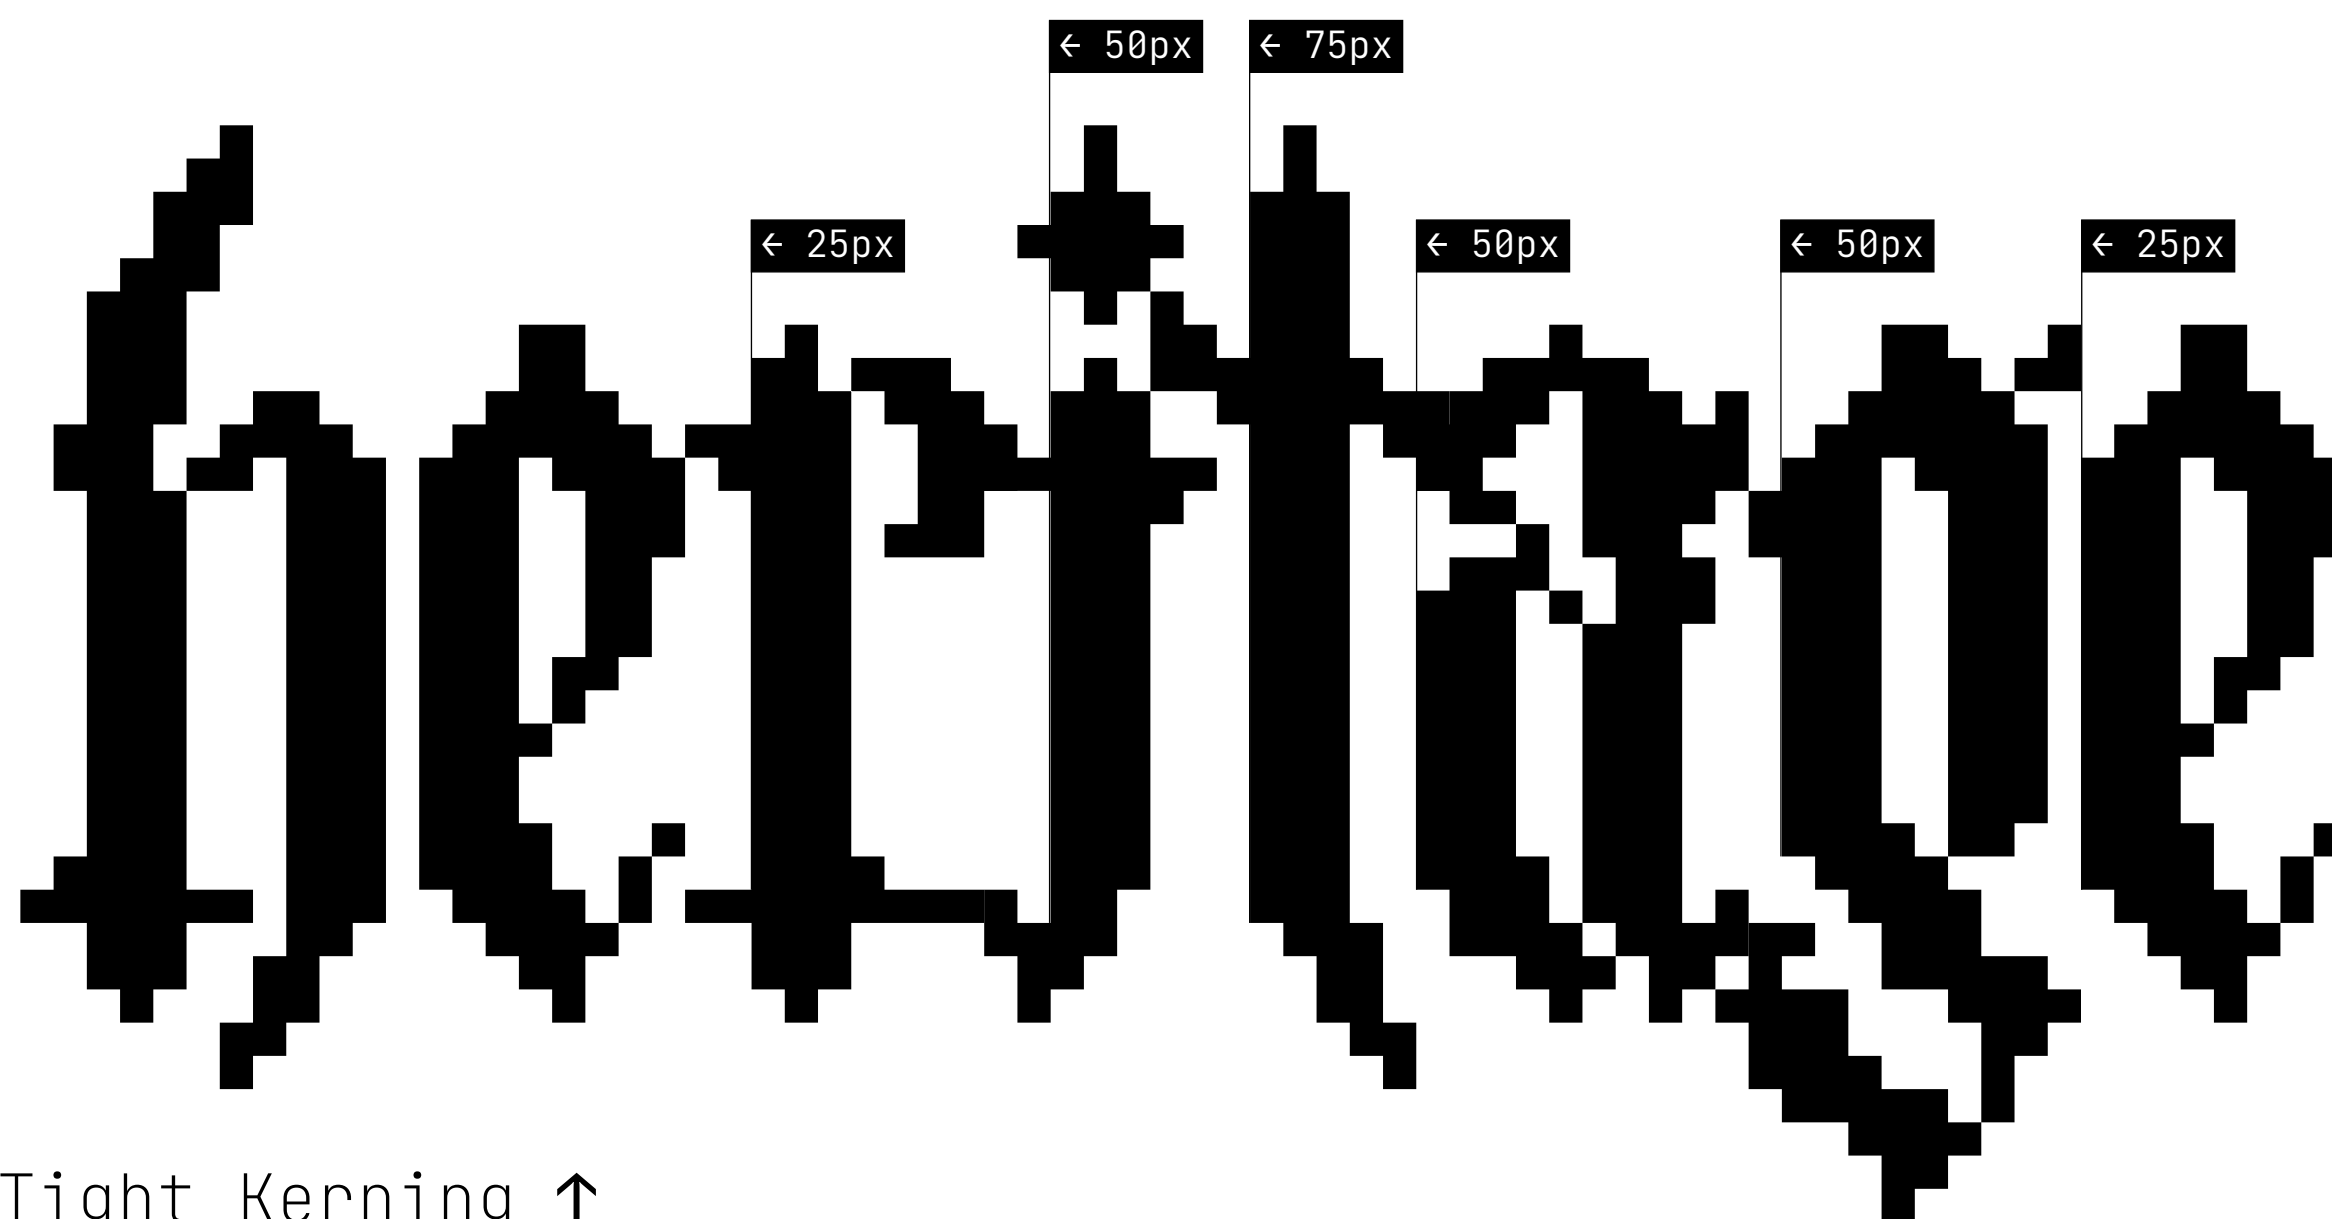 ← 50px ← 75px
← 25px ← 50px ← 50px ← 25px
heritage
Tight Kerning ↑